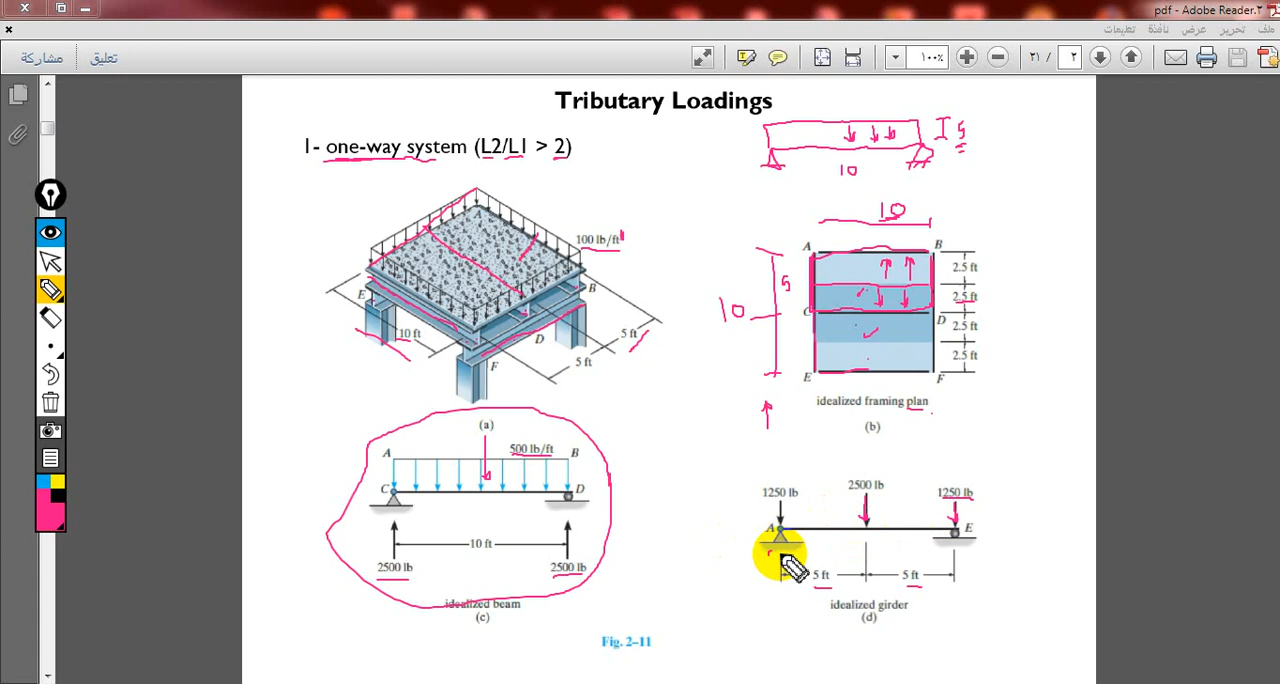 pdf - Adobe Reader.٢
ملف تحرير عرض نافذة تعليمات
مشاركة تعليق ١٠٠٪ ٢١/ ٢
Tributary Loadings
1- one-way system (L2/L1 > 2)
5
10
100 lb/ft
A
B
E
C
D
F
10 ft
5 ft
5 ft
(a)
10
A B
2.5 ft
5
2.5 ft
10
C D
2.5 ft
2.5 ft
E F
idealized framing plan
(b)
500 lb/ft
A B
C D
10 ft
2500 lb 2500 lb
idealized beam
(c)
1250 lb 2500 lb 1250 lb
A E
5 ft 5 ft
idealized girder
(d)
Fig. 2–11